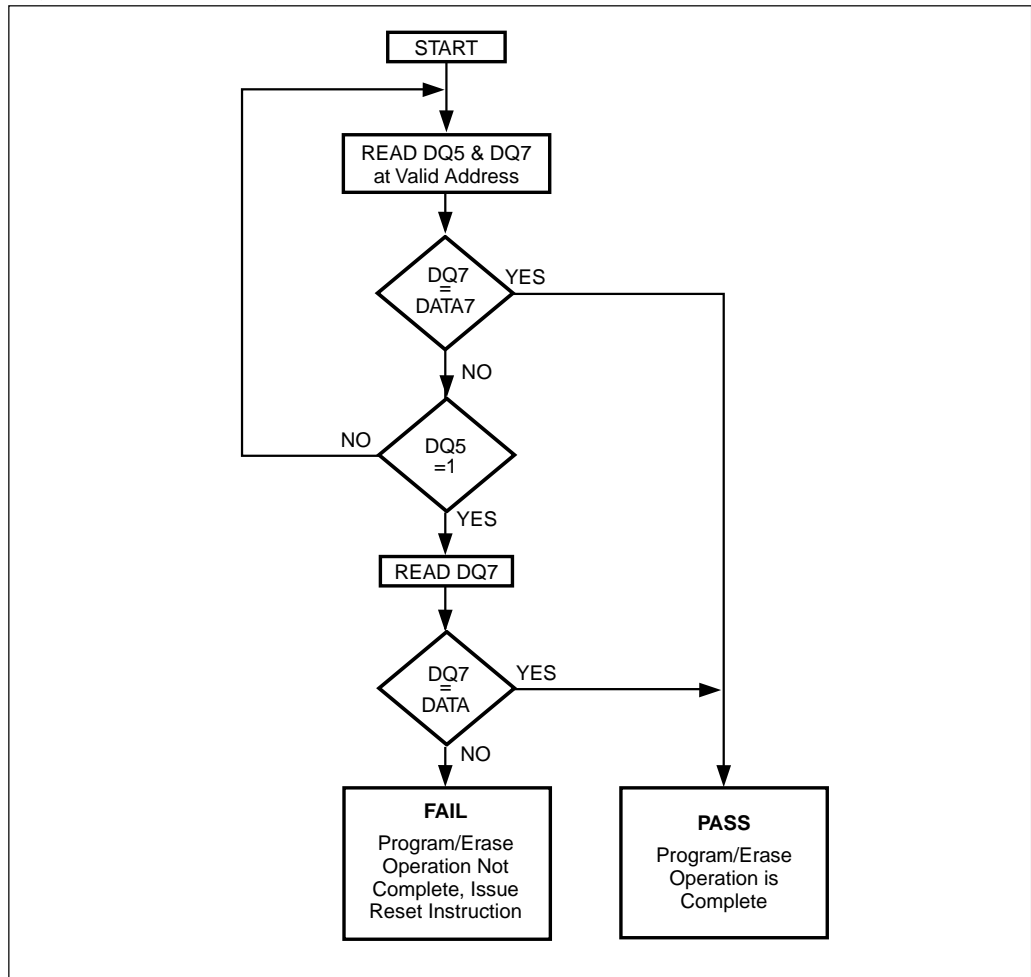 START
READ DQ5 & DQ7
at Valid Address
DQ7
=
DATA7
YES
NO
DQ5
=1
NO
YES
READ DQ7
DQ7
=
DATA
YES
NO
FAIL
Program/Erase
Operation Not
Complete, Issue
Reset Instruction
PASS
Program/Erase
Operation is
Complete